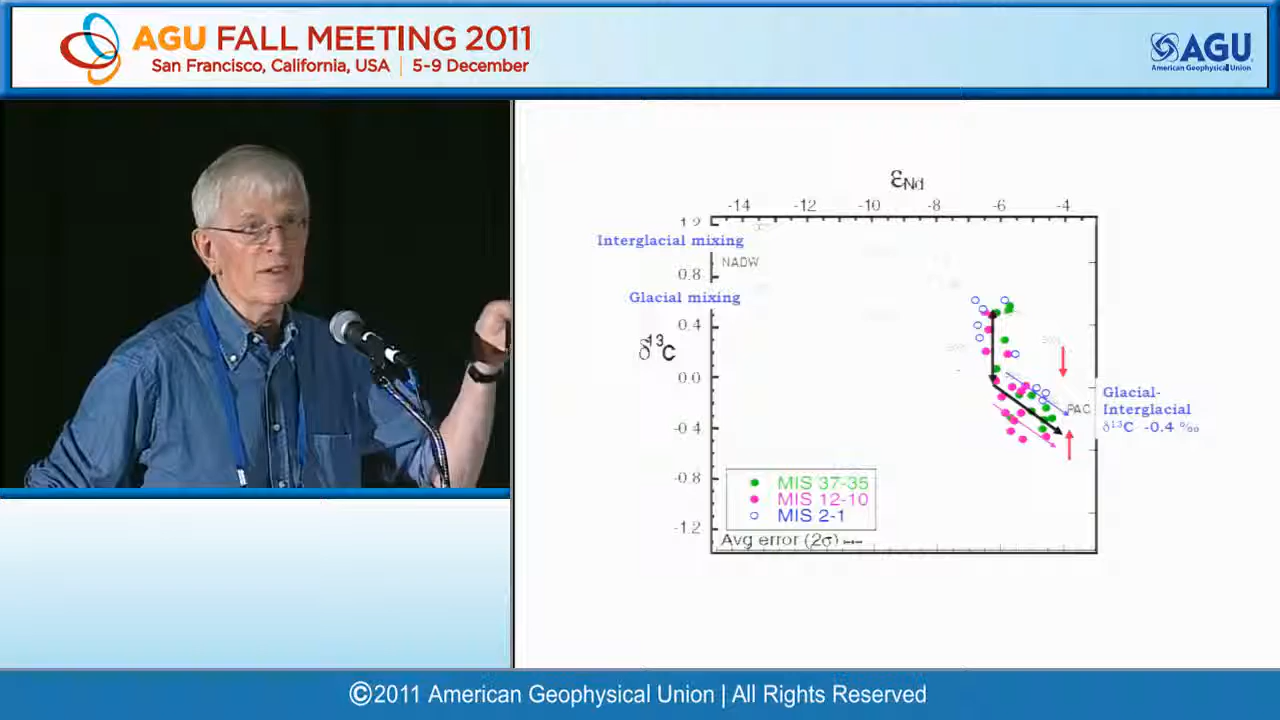 AGU FALL MEETING 2011
San Francisco, California, USA | 5-9 December
AGU
American Geophysical Union
εNd
-14 -12 -10 -8 -6 -4
Interglacial mixing
NADW
0.8
Glacial mixing
0.4
δ13C
0.0
Glacial-
Interglacial
δ¹³C -0.4 ‰
PAC
-0.4
-0.8
MIS 37-35
MIS 12-10
MIS 2-1
-1.2
Avg error (2σ)
©2011 American Geophysical Union | All Rights Reserved